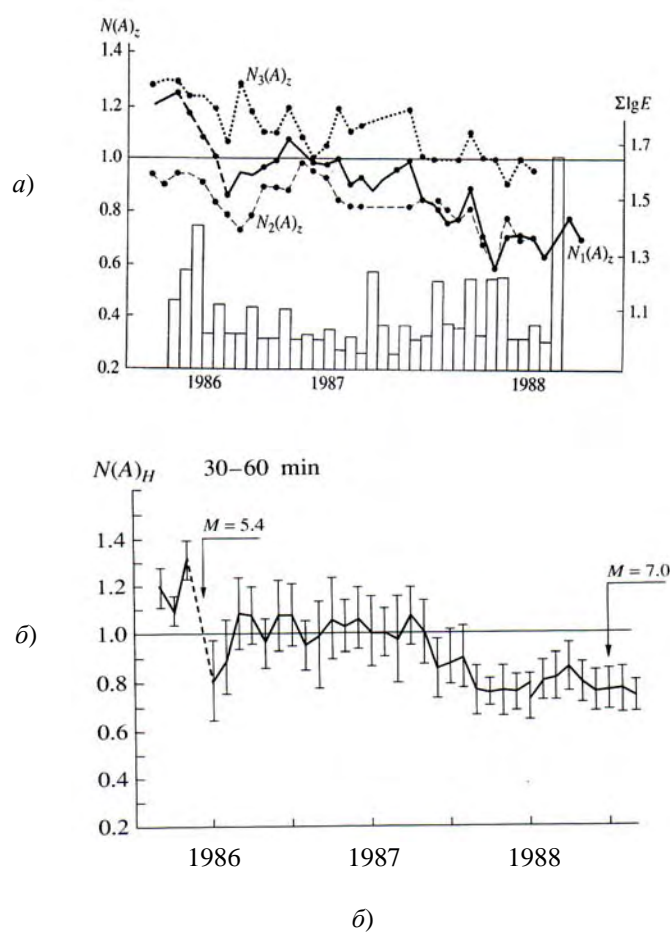 N(A)z
1.4
1.2
1.0
0.8
0.6
0.4
0.2
N3(A)z
N2(A)z
N1(A)z
ΣlgE
1.7
1.5
1.3
1.1
1986
1987
1988
а)
N(A)H
30–60 min
M = 5.4
M = 7.0
1.4
1.2
1.0
0.8
0.6
0.4
0.2
1986
1987
1988
б)
б)